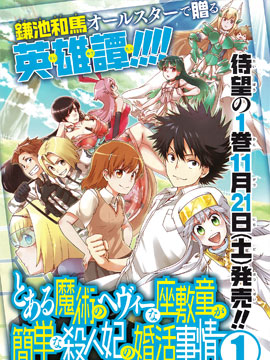 鎌池和馬オールスターで贈る
英雄譚!!!!
待望の1巻11月21日(土)発売!!
とある魔術のヘヴィーな座敷童が
簡単な殺人妃の婚活事情
1